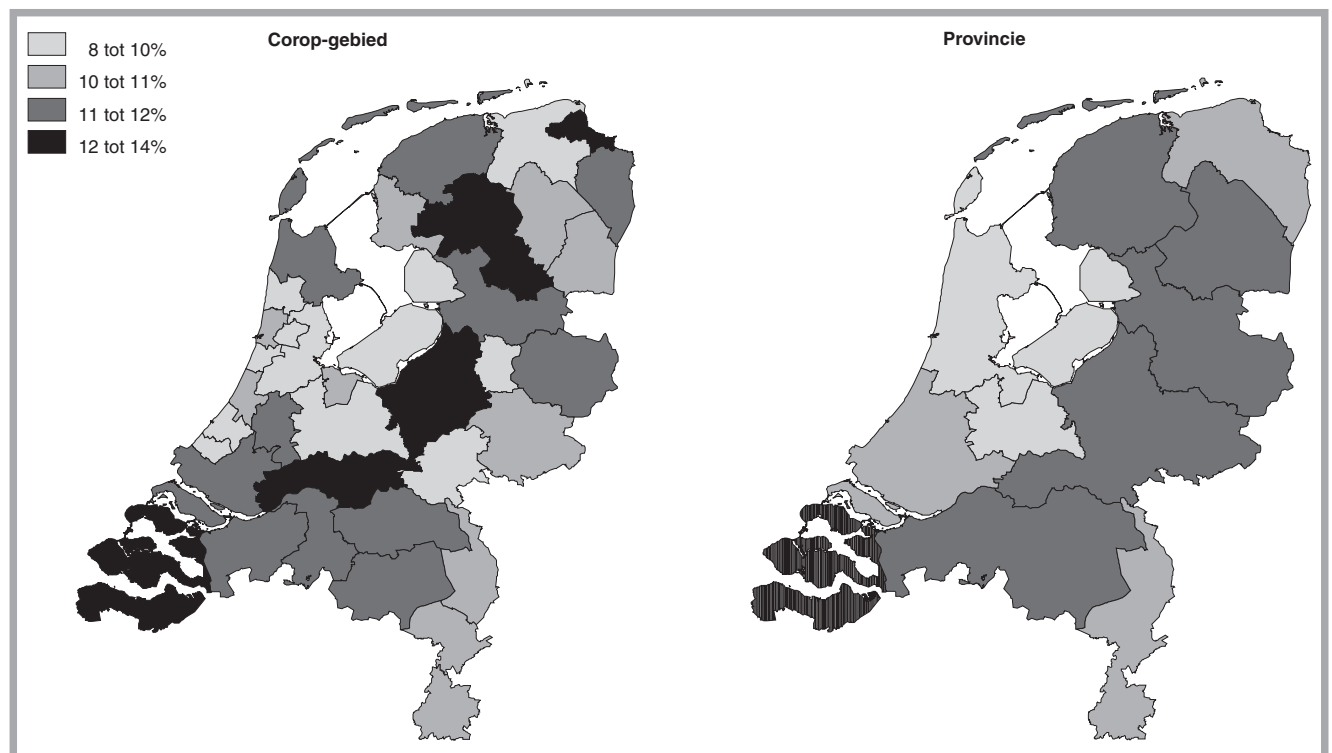 Corop-gebied
Provincie
8 tot 10%
10 tot 11%
11 tot 12%
12 tot 14%